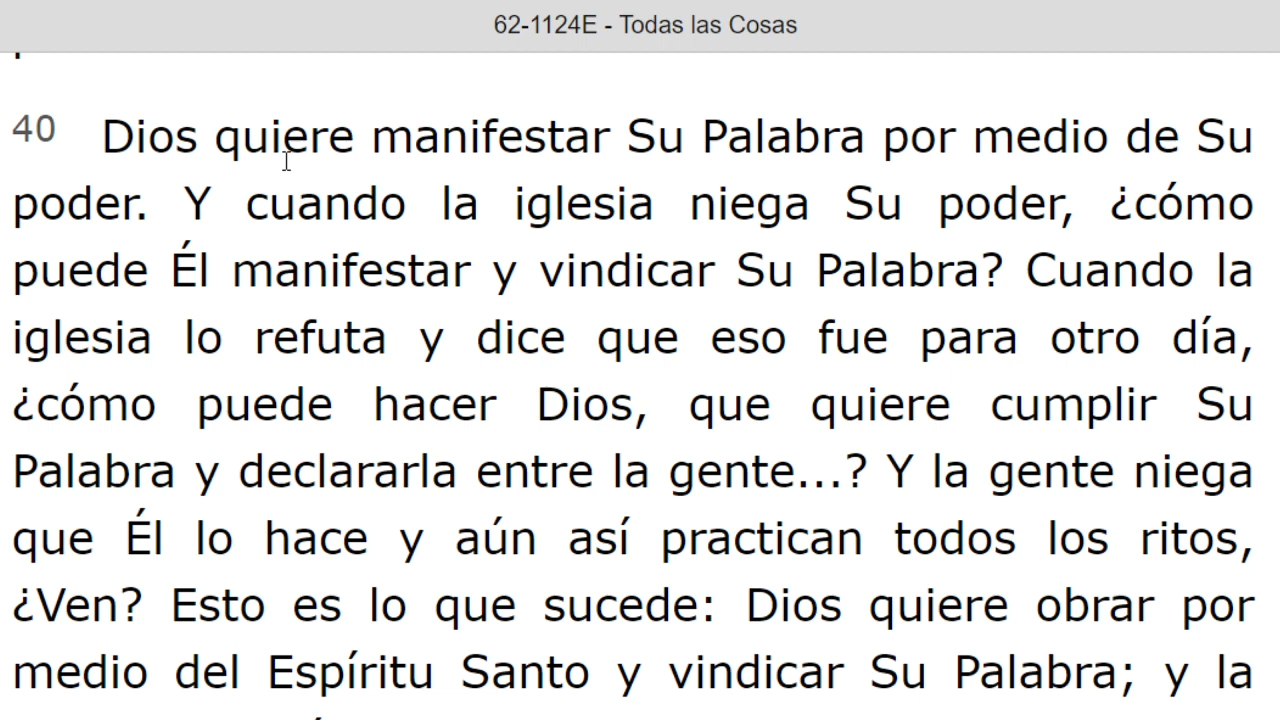 62-1124E - Todas las Cosas
40 Dios quiere manifestar Su Palabra por medio de Su
poder. Y cuando la iglesia niega Su poder, ¿cómo
puede Él manifestar y vindicar Su Palabra? Cuando la
iglesia lo refuta y dice que eso fue para otro día,
¿cómo puede hacer Dios, que quiere cumplir Su
Palabra y declararla entre la gente...? Y la gente niega
que Él lo hace y aún así practican todos los ritos,
¿Ven? Esto es lo que sucede: Dios quiere obrar por
medio del Espíritu Santo y vindicar Su Palabra; y la